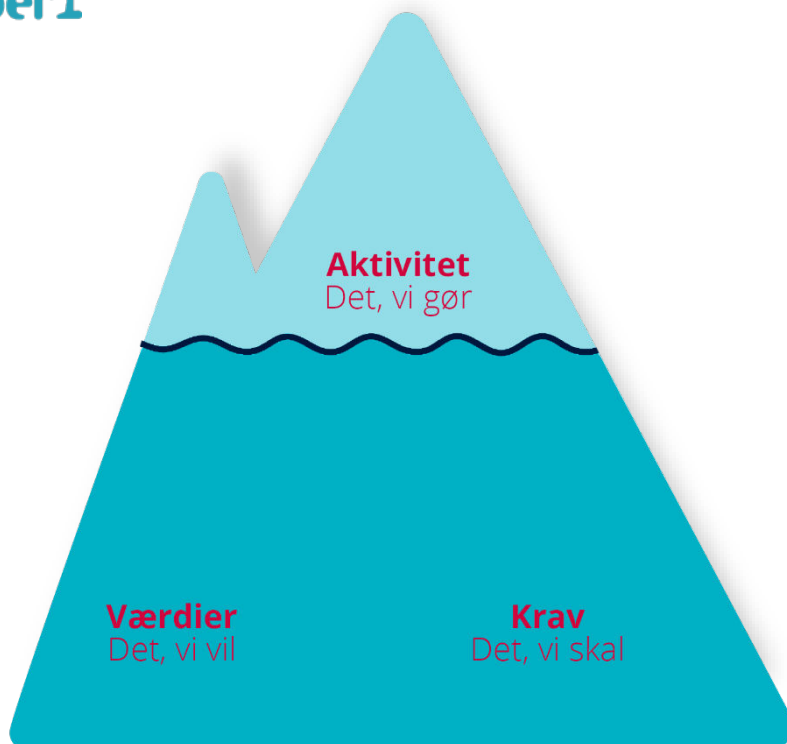 Aktivitet
Det, vi gør
Værdier
Det, vi vil
Krav
Det, vi skal